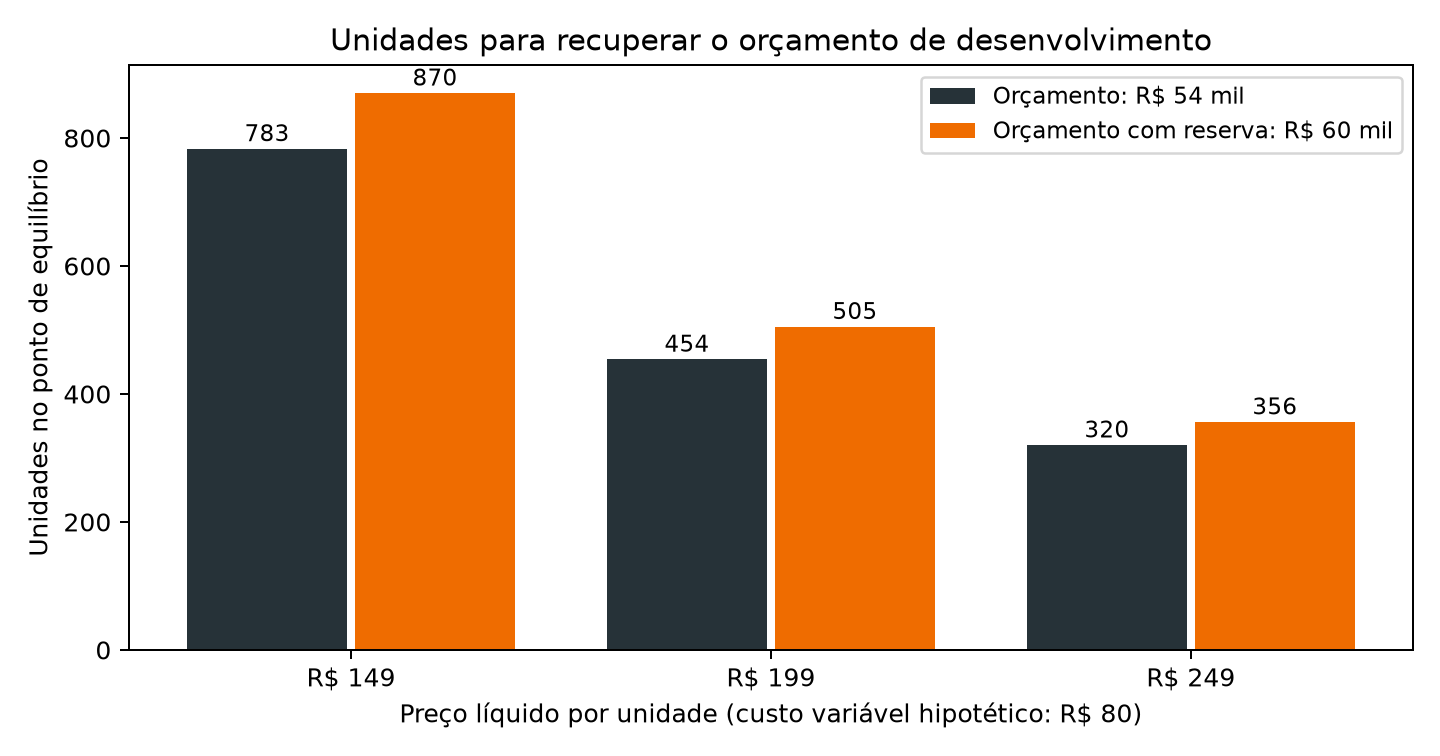 Unidades para recuperar o orçamento de desenvolvimento
Orçamento: R$ 54 mil
Orçamento com reserva: R$ 60 mil
Unidades no ponto de equilíbrio
800
600
400
200
0
783
870
454
505
320
356
R$ 149
R$ 199
R$ 249
Preço líquido por unidade (custo variável hipotético: R$ 80)